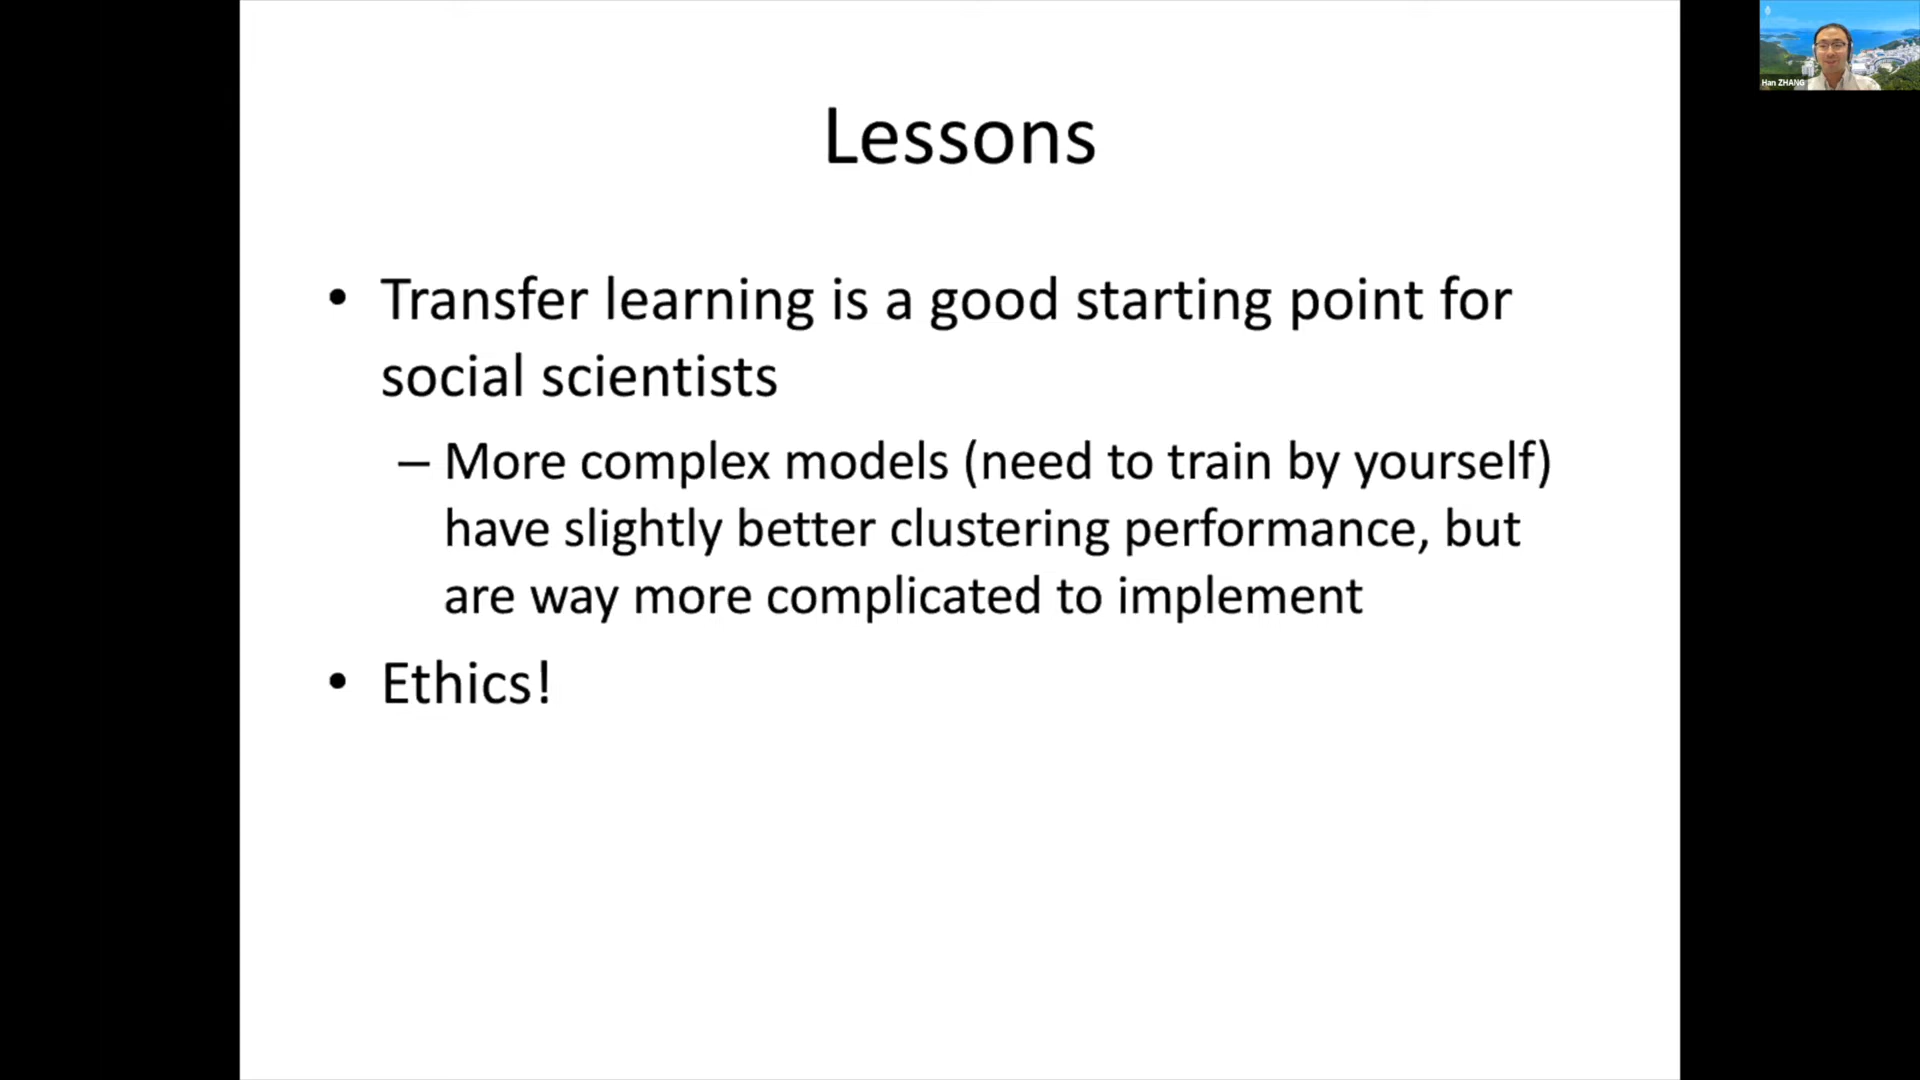 Lessons
• Transfer learning is a good starting point for
social scientists
– More complex models (need to train by yourself)
have slightly better clustering performance, but
are way more complicated to implement
• Ethics!
Han ZHANG